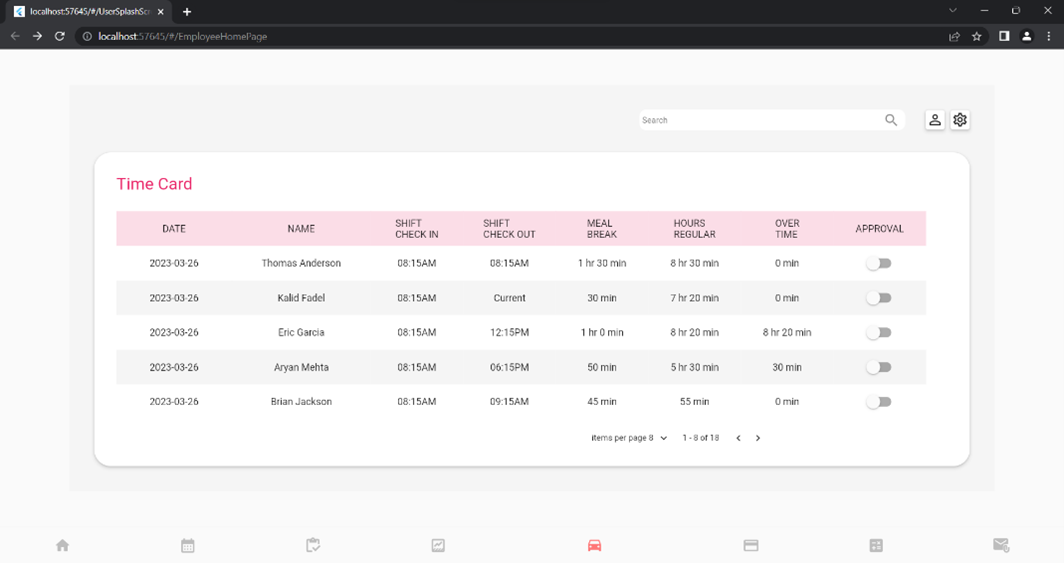 localhost:57645/#/UserSplashScr
localhost:57645/#/EmployeeHomePage
Search
Time Card
DATE NAME SHIFT CHECK IN SHIFT CHECK OUT MEAL BREAK HOURS REGULAR OVER TIME APPROVAL
2023-03-26 Thomas Anderson 08:15AM 08:15AM 1 hr 30 min 8 hr 30 min 0 min
2023-03-26 Kalid Fadel 08:15AM Current 30 min 7 hr 20 min 0 min
2023-03-26 Eric Garcia 08:15AM 12:15PM 1 hr 0 min 8 hr 20 min 8 hr 20 min
2023-03-26 Aryan Mehta 08:15AM 06:15PM 50 min 5 hr 30 min 30 min
2023-03-26 Brian Jackson 08:15AM 09:15AM 45 min 55 min 0 min
items per page 8 1 - 8 of 18